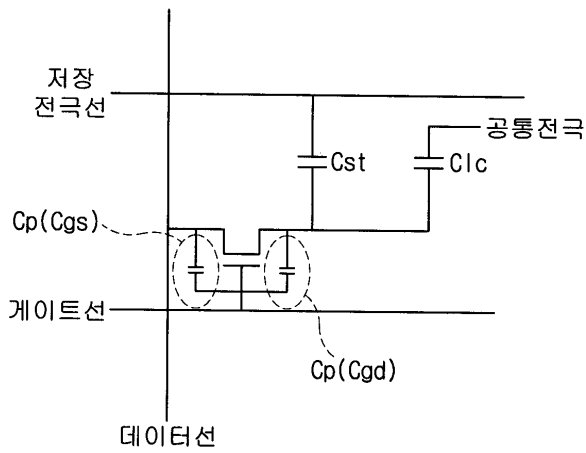 저장
전극선
공통전극
Cst
Clc
Cp(Cgs)
게이트선
Cp(Cgd)
데이터선